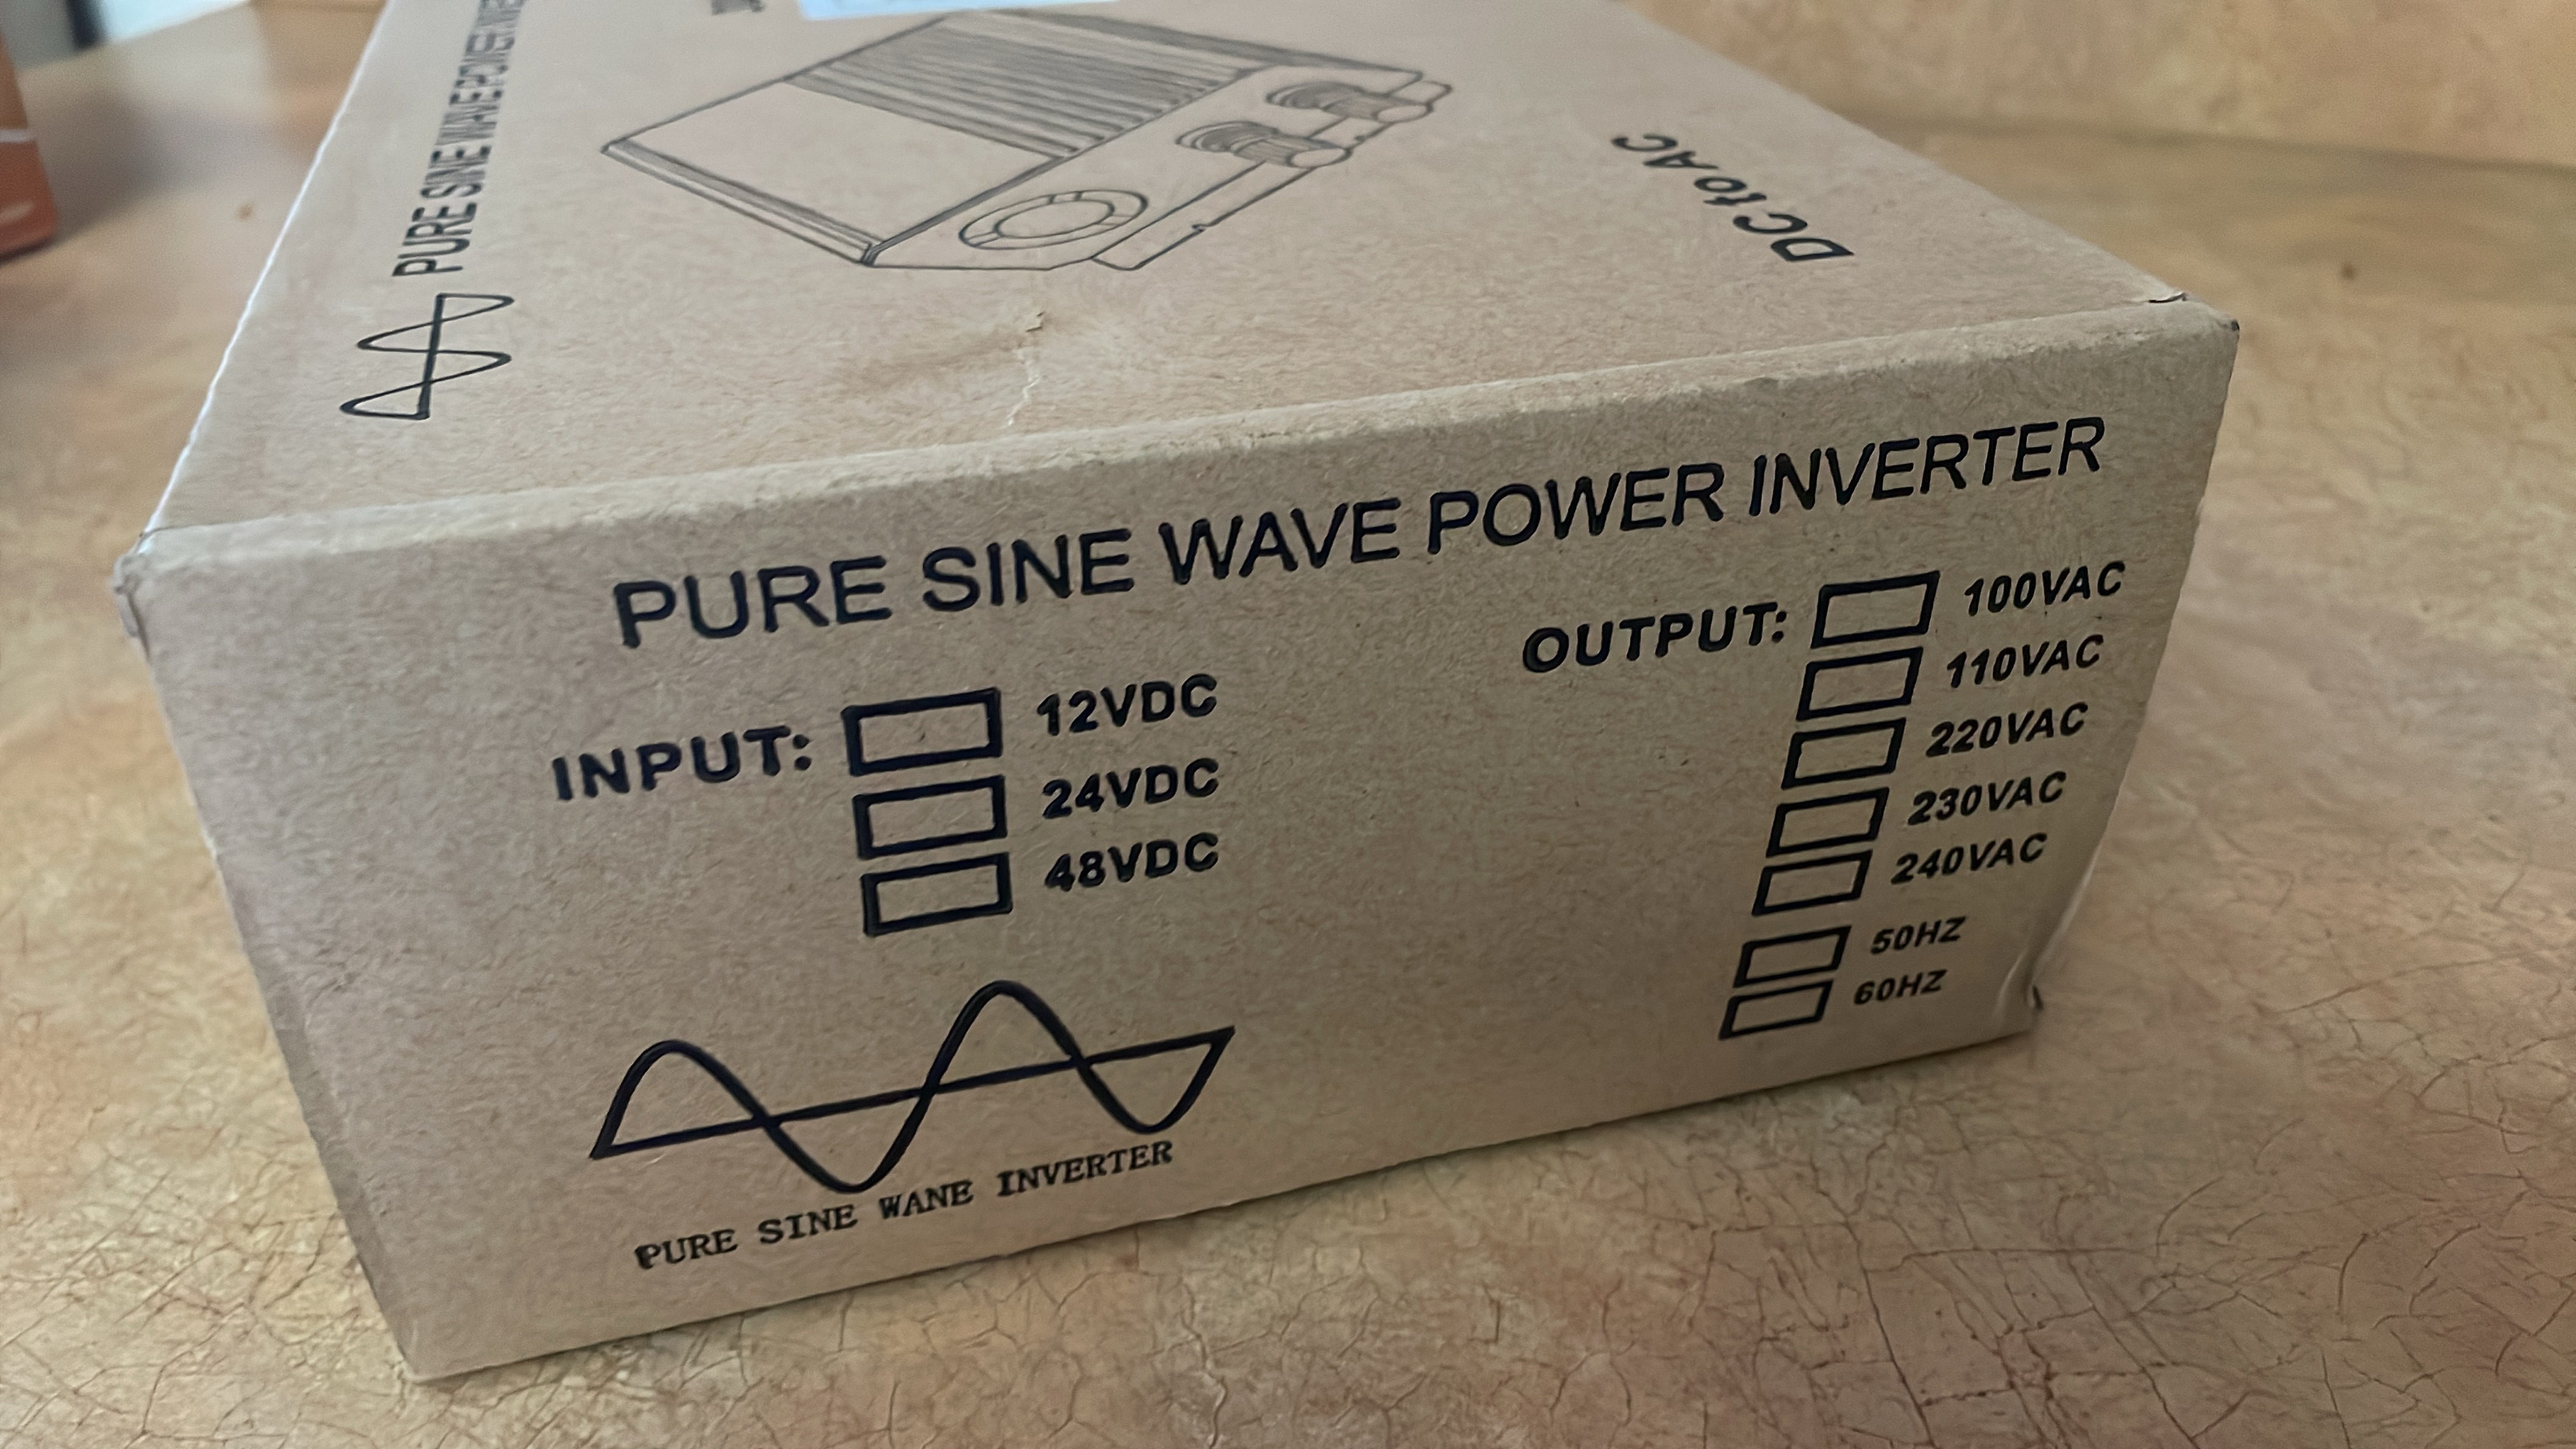 PURE SINE WAVE POWER
DC to AC
PURE SINE WAVE POWER INVERTER
INPUT: 12VDC
24VDC
48VDC
OUTPUT: 100VAC
110VAC
220VAC
230VAC
240VAC
50HZ
60HZ
PURE SINE WANE INVERTER